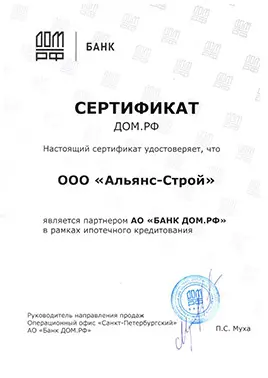 ДОМ
РФ
БАНК
СЕРТИФИКАТ
ДОМ.РФ
Настоящий сертификат удостоверяет, что
ООО «Альянс-Строй»
является партнером АО «БАНК ДОМ.РФ»
в рамках ипотечного кредитования
Руководитель направления продаж
Операционный офис «Санкт-Петербургский»
АО «Банк ДОМ.РФ»
П.С. Муха